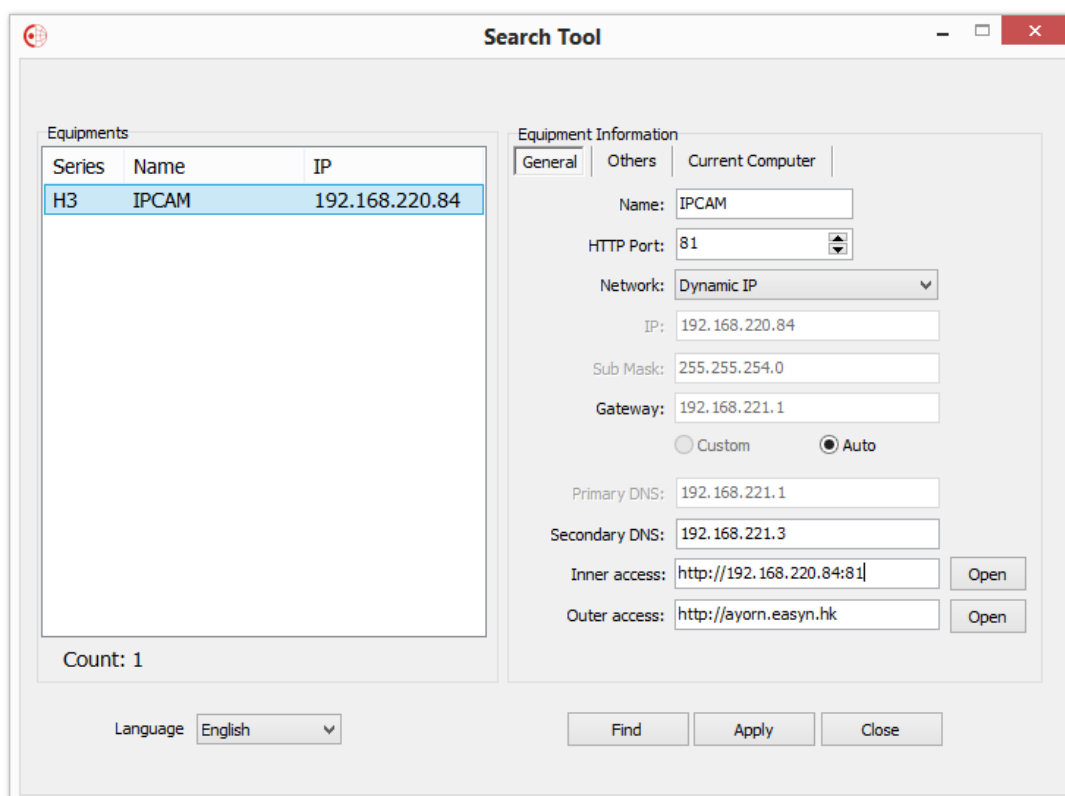 Search Tool
Equipments
Series Name IP
H3 IPCAM 192.168.220.84
Count: 1
Equipment Information
General Others Current Computer
Name: IPCAM
HTTP Port: 81
Network: Dynamic IP
IP: 192.168.220.84
Sub Mask: 255.255.254.0
Gateway: 192.168.221.1
Custom Auto
Primary DNS: 192.168.221.1
Secondary DNS: 192.168.221.3
Inner access: http://192.168.220.84:81 Open
Outer access: http://ayorn.easyn.hk Open
Language English Find Apply Close